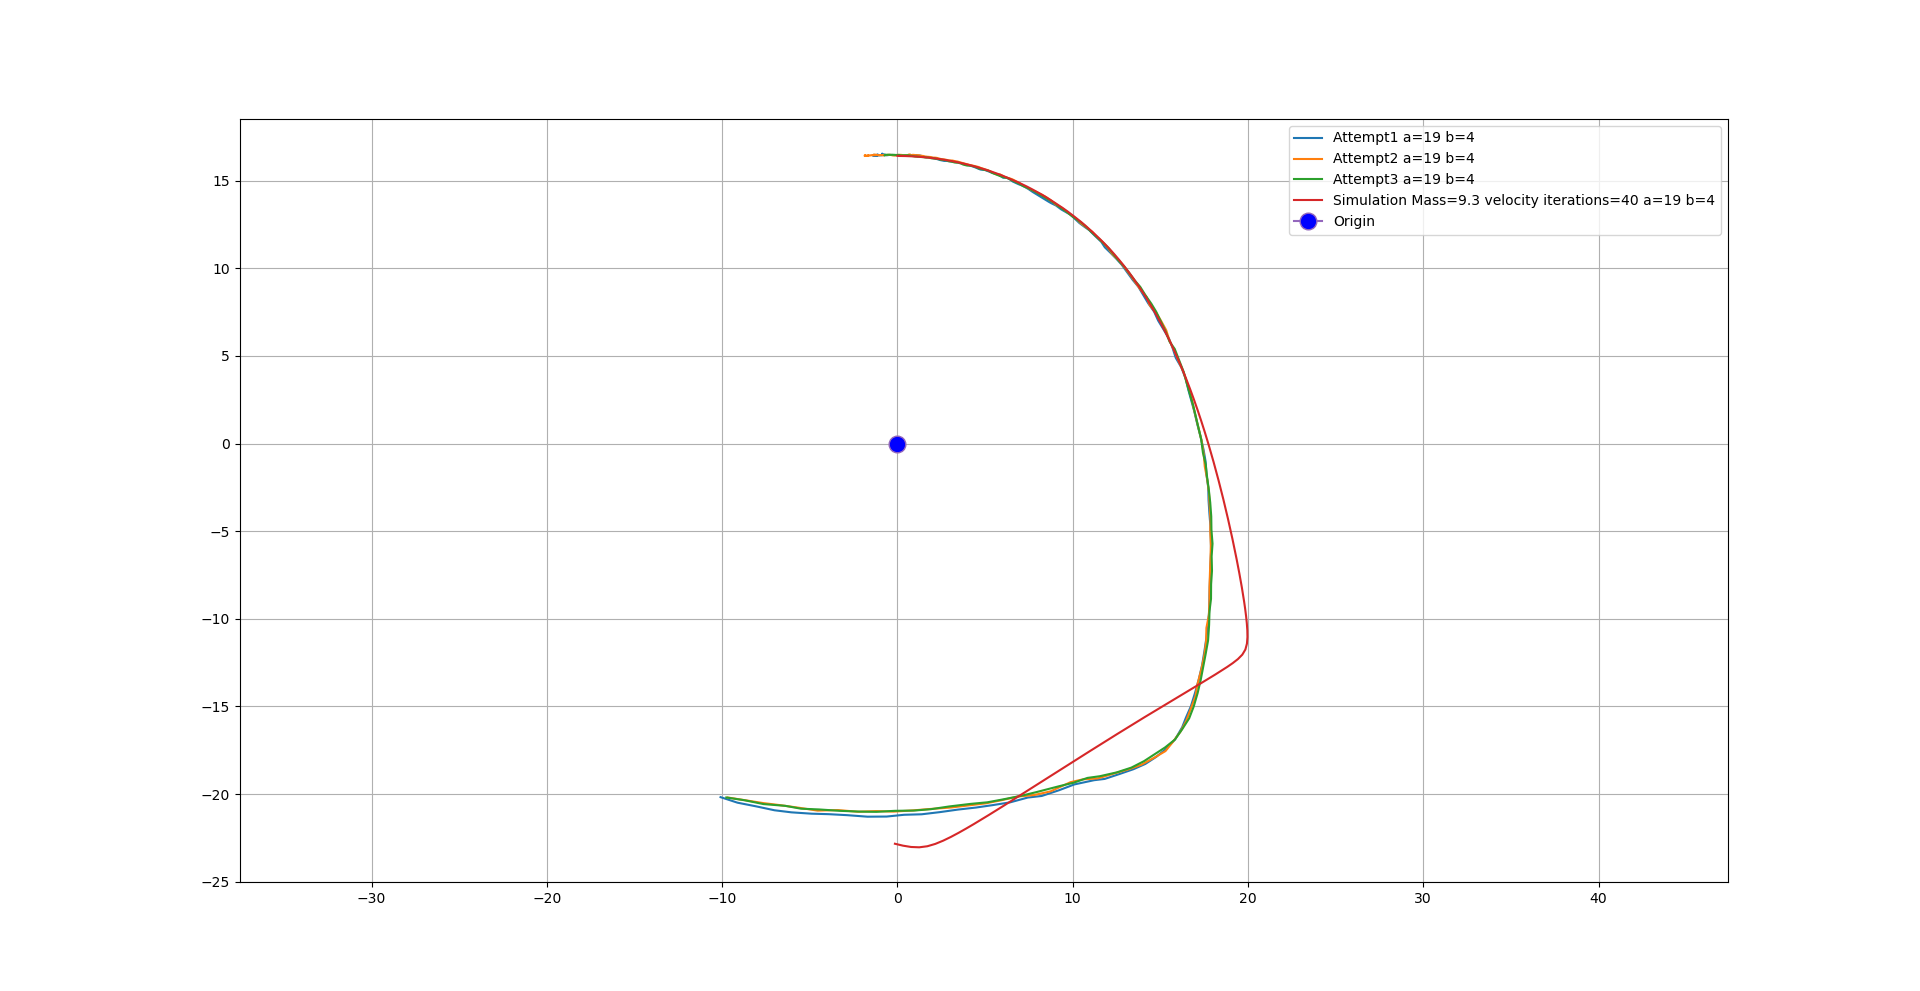 15
10
5
0
−5
−10
−15
−20
−25
−30 −20 −10 0 10 20 30 40
Attempt1 a=19 b=4
Attempt2 a=19 b=4
Attempt3 a=19 b=4
Simulation Mass=9.3 velocity iterations=40 a=19 b=4
Origin